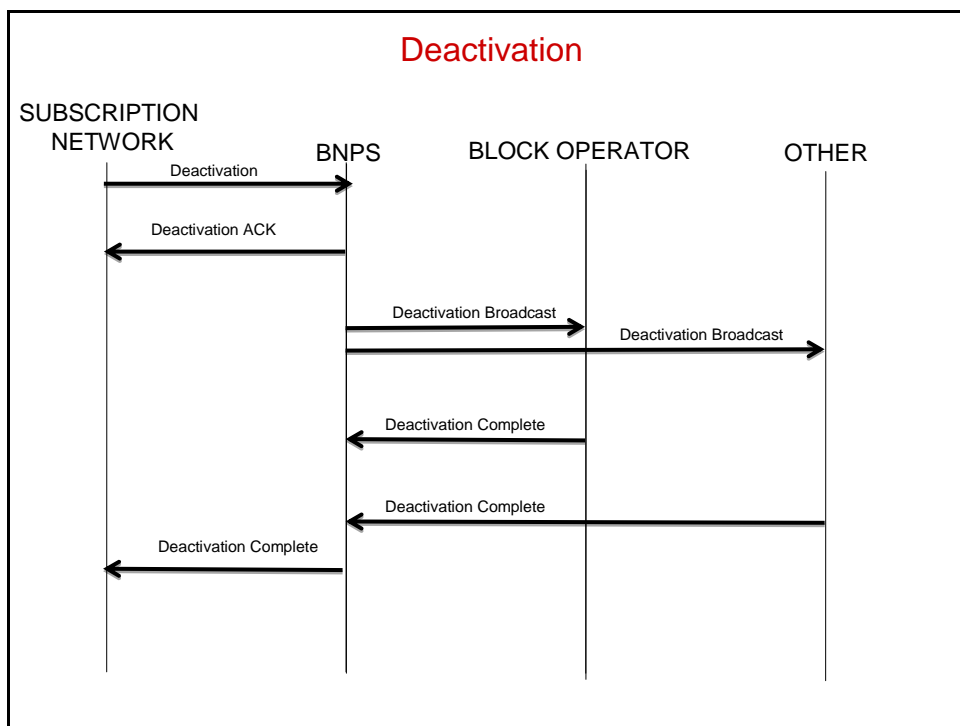 Deactivation
SUBSCRIPTION
NETWORK
BNPS
BLOCK OPERATOR
OTHER
Deactivation
Deactivation ACK
Deactivation Broadcast
Deactivation Broadcast
Deactivation Complete
Deactivation Complete
Deactivation Complete